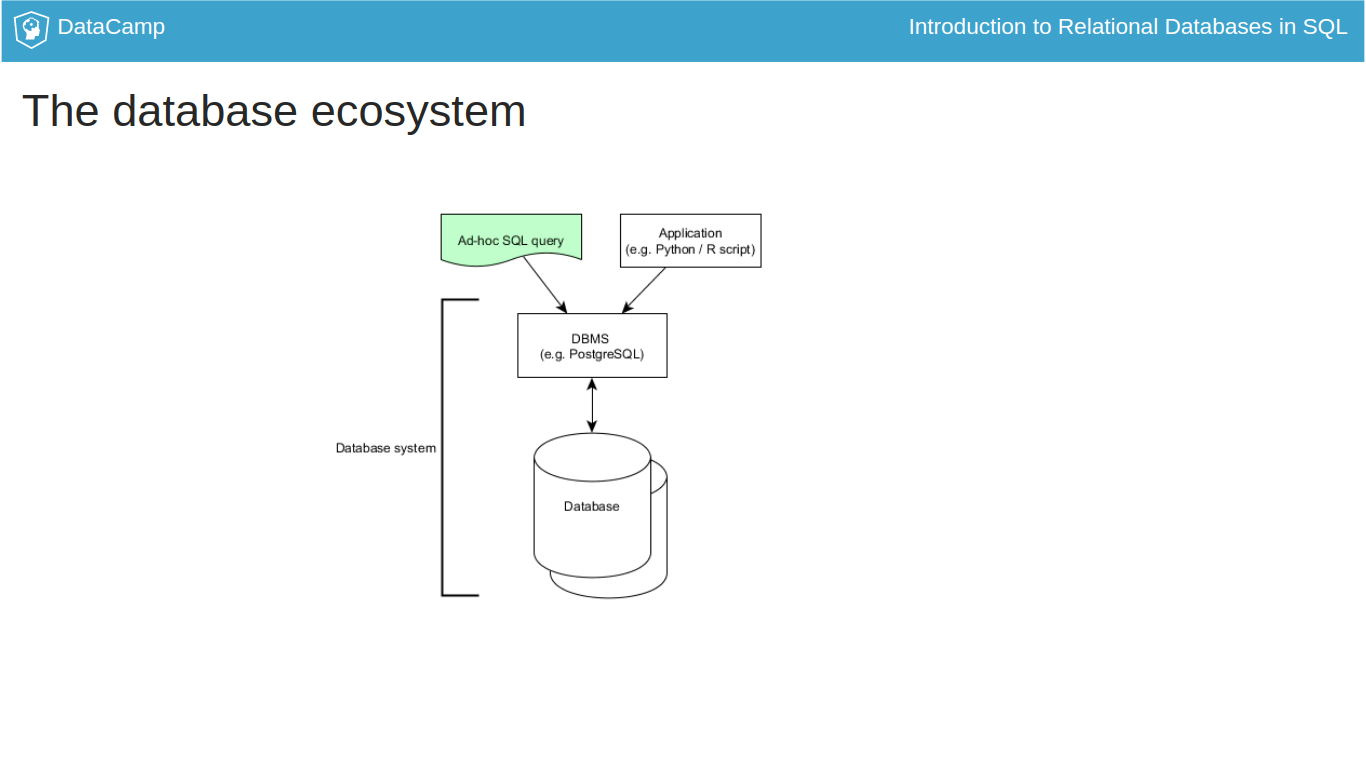 DataCamp
Introduction to Relational Databases in SQL
The database ecosystem
Ad-hoc SQL query
Application
(e.g. Python / R script)
DBMS
(e.g. PostgreSQL)
Database system
Database